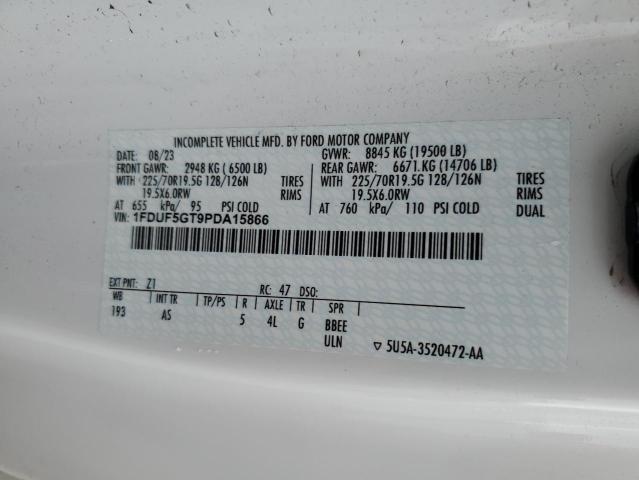 INCOMPLETE VEHICLE MFD. BY FORD MOTOR COMPANY
DATE: 08/23 GVWR: 8845 KG (19500 LB)
FRONT GAWR: 2948 KG ( 6500 LB) REAR GAWR: 6671.KG (14706 LB)
WITH 225/70R19.5G 128/126N TIRES WITH 225/70R19.5G 128/126N TIRES
19.5X6.0RW RIMS 19.5X6.0RW RIMS
AT 655 kPa/ 95 PSI COLD AT 760 kPa/ 110 PSI COLD DUAL
VIN: 1FDUF5GT9PDA15866
EXT PNT: Z1 RC: 47 DSO:
WB INT TR TP/PS R AXLE TR SPR
193 AS 5 4L G BBEE
ULN ▽ 5U5A-3520472-AA